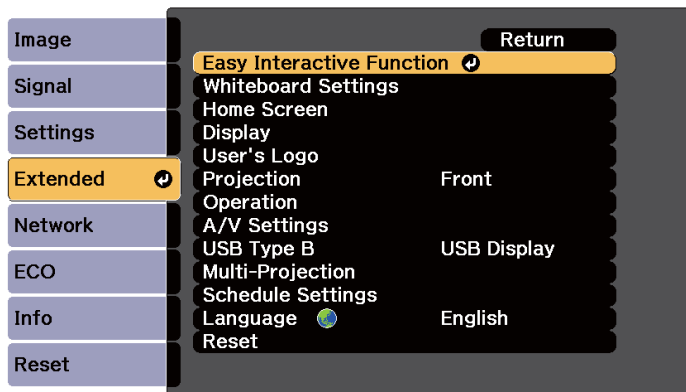 Image
Signal
Settings
Extended
Network
ECO
Info
Reset
Return
Easy Interactive Function
Whiteboard Settings
Home Screen
Display
User's Logo
Projection Front
Operation
A/V Settings
USB Type B USB Display
Multi-Projection
Schedule Settings
Language English
Reset